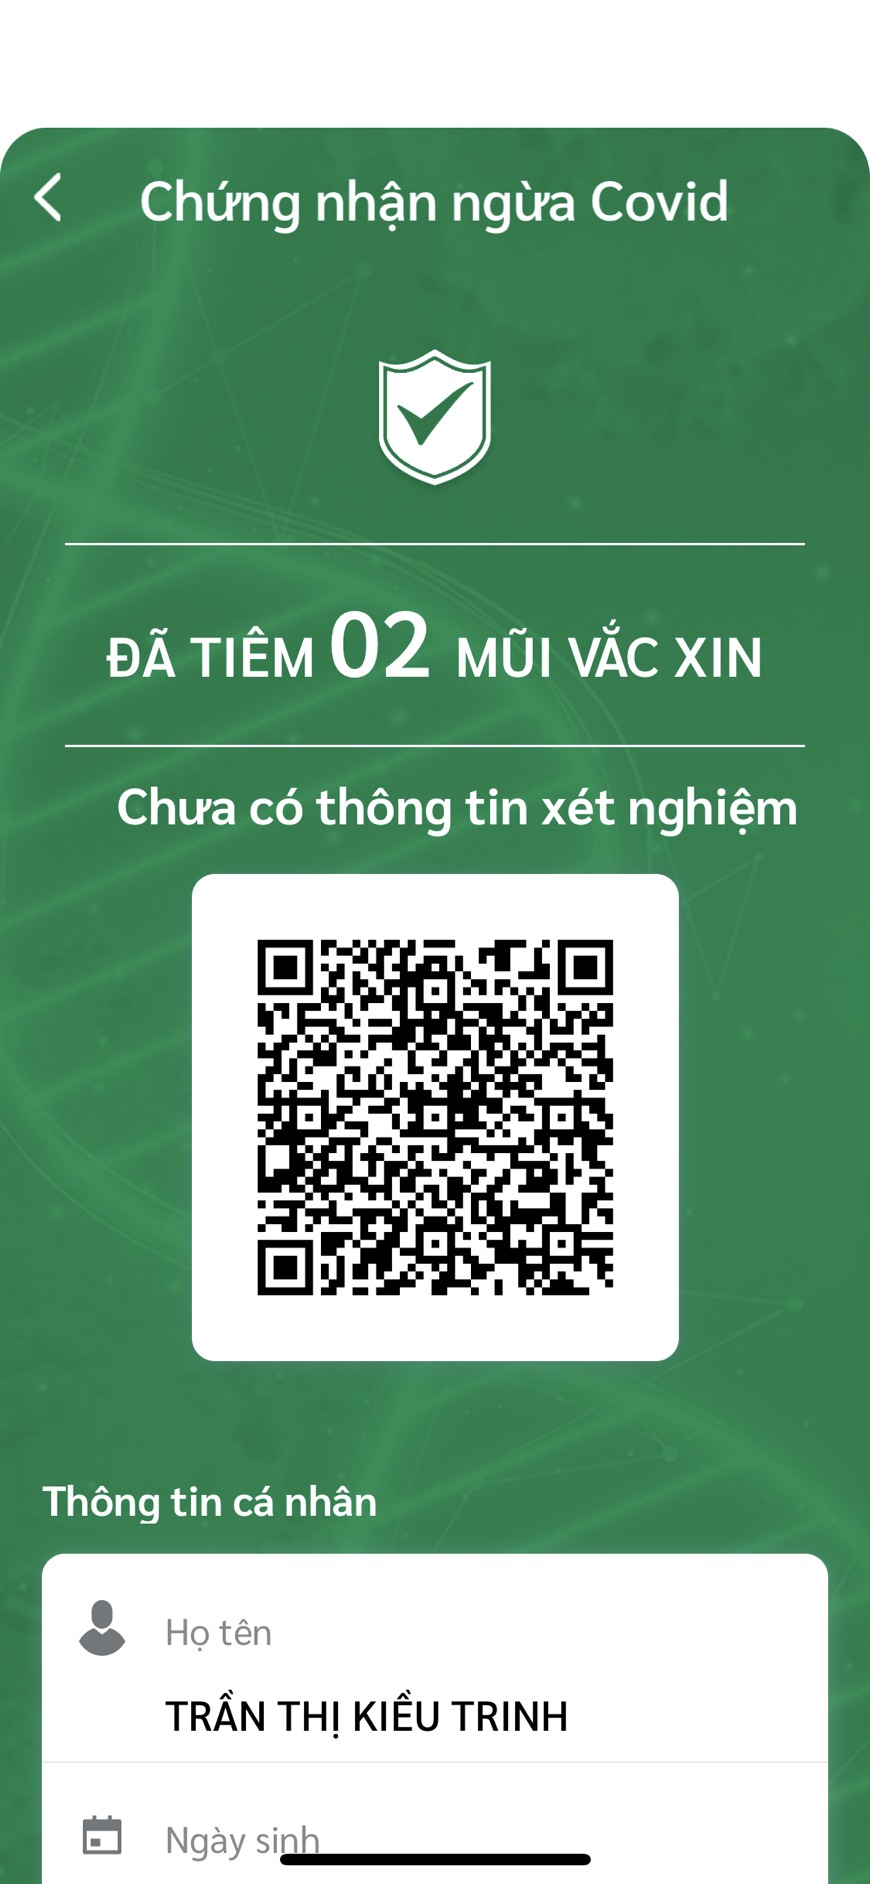 Chứng nhận ngừa Covid
ĐÃ TIÊM 02 MŨI VẮC XIN
Chưa có thông tin xét nghiệm
Thông tin cá nhân
Họ tên
TRẦN THỊ KIỀU TRINH
Ngày sinh